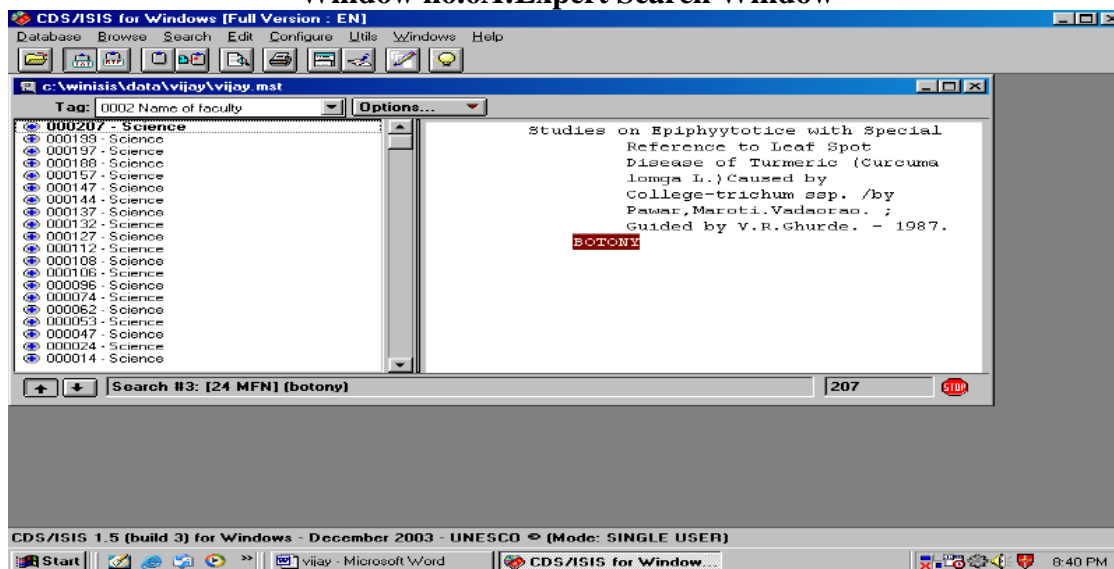 Window no.6A:Expert Search Window
CDS/ISIS for Windows [Full Version : EN]
Database Browse Search Edit Configure Utils Windows Help
c:\winisis\data\vijay\vijay.mst
Tag: 0002 Name of faculty Options...
000207 - Science
000199 - Science
000197 - Science
000188 - Science
000157 - Science
000147 - Science
000144 - Science
000137 - Science
000132 - Science
000127 - Science
000112 - Science
000108 - Science
000106 - Science
000096 - Science
000074 - Science
000062 - Science
000053 - Science
000047 - Science
000024 - Science
000014 - Science
Studies on Epiphyytotice with Special
Reference to Leaf Spot
Disease of Turmeric (Curcuma
lomga L.)Caused by
College-trichum ssp. /by
Pawar,Maroti.Vadaorao. ;
Guided by V.R.Ghurde. - 1987.
BOTONY
Search #3: [24 MFN] (botony) 207 STOP
CDS/ISIS 1.5 (build 3) for Windows - December 2003 - UNESCO © (Mode: SINGLE USER)
Start » vijay - Microsoft Word CDS/ISIS for Window... 8:40 PM